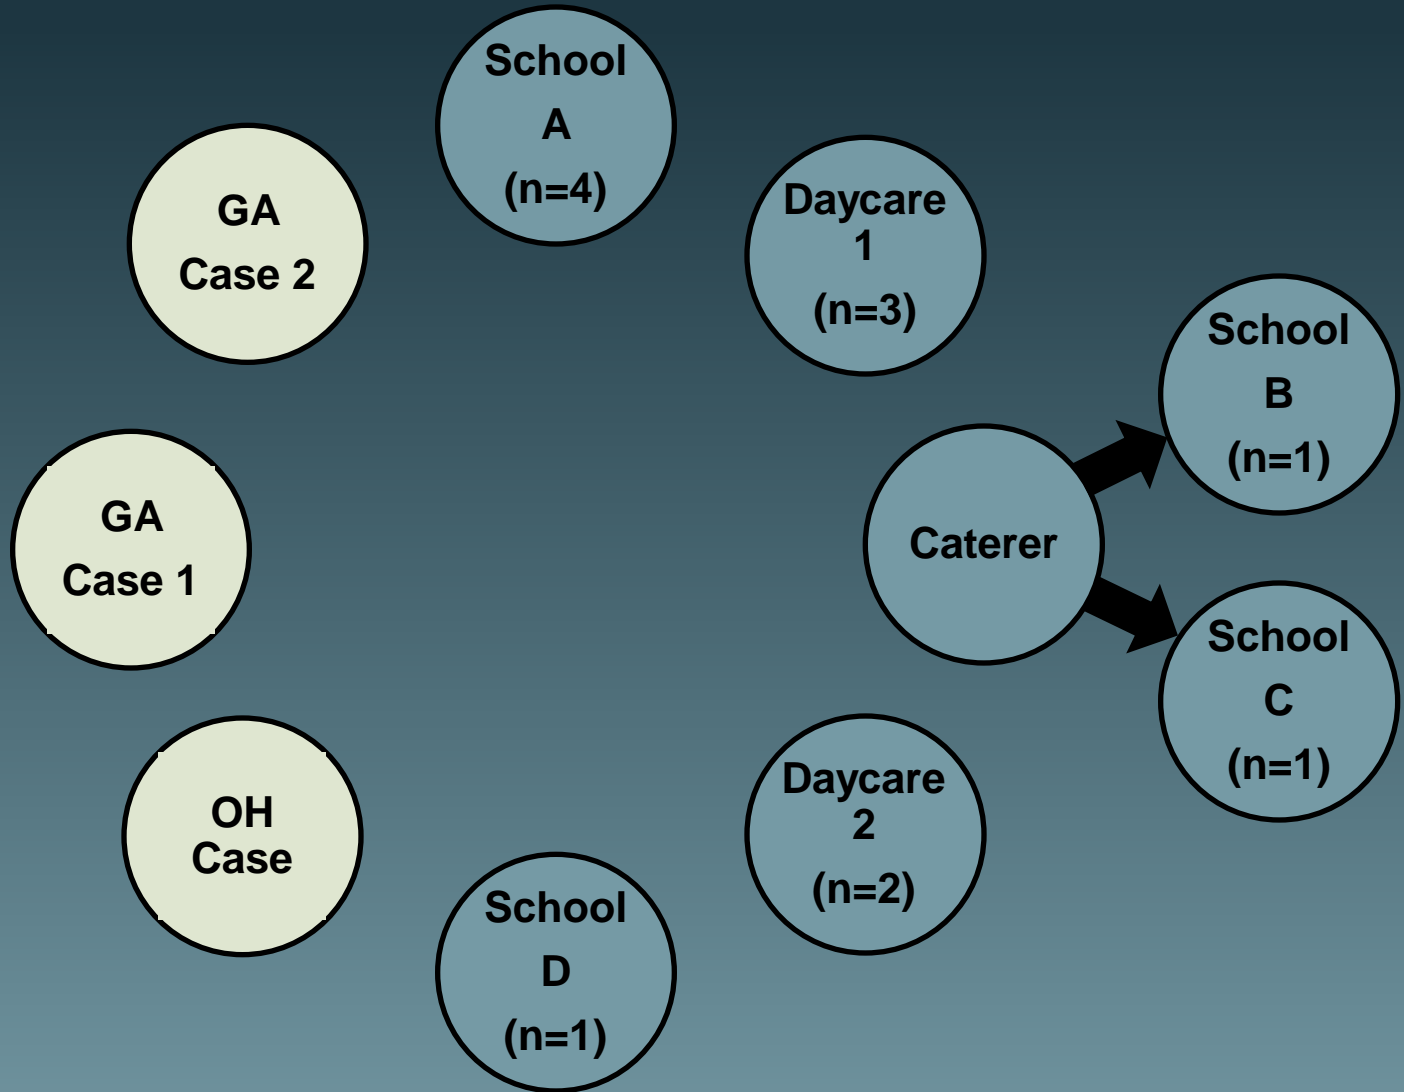 School
A
(n=4)
GA
Case 2
Daycare
1
(n=3)
School
B
(n=1)
GA
Case 1
Caterer
School
C
(n=1)
OH
Case
Daycare
2
(n=2)
School
D
(n=1)